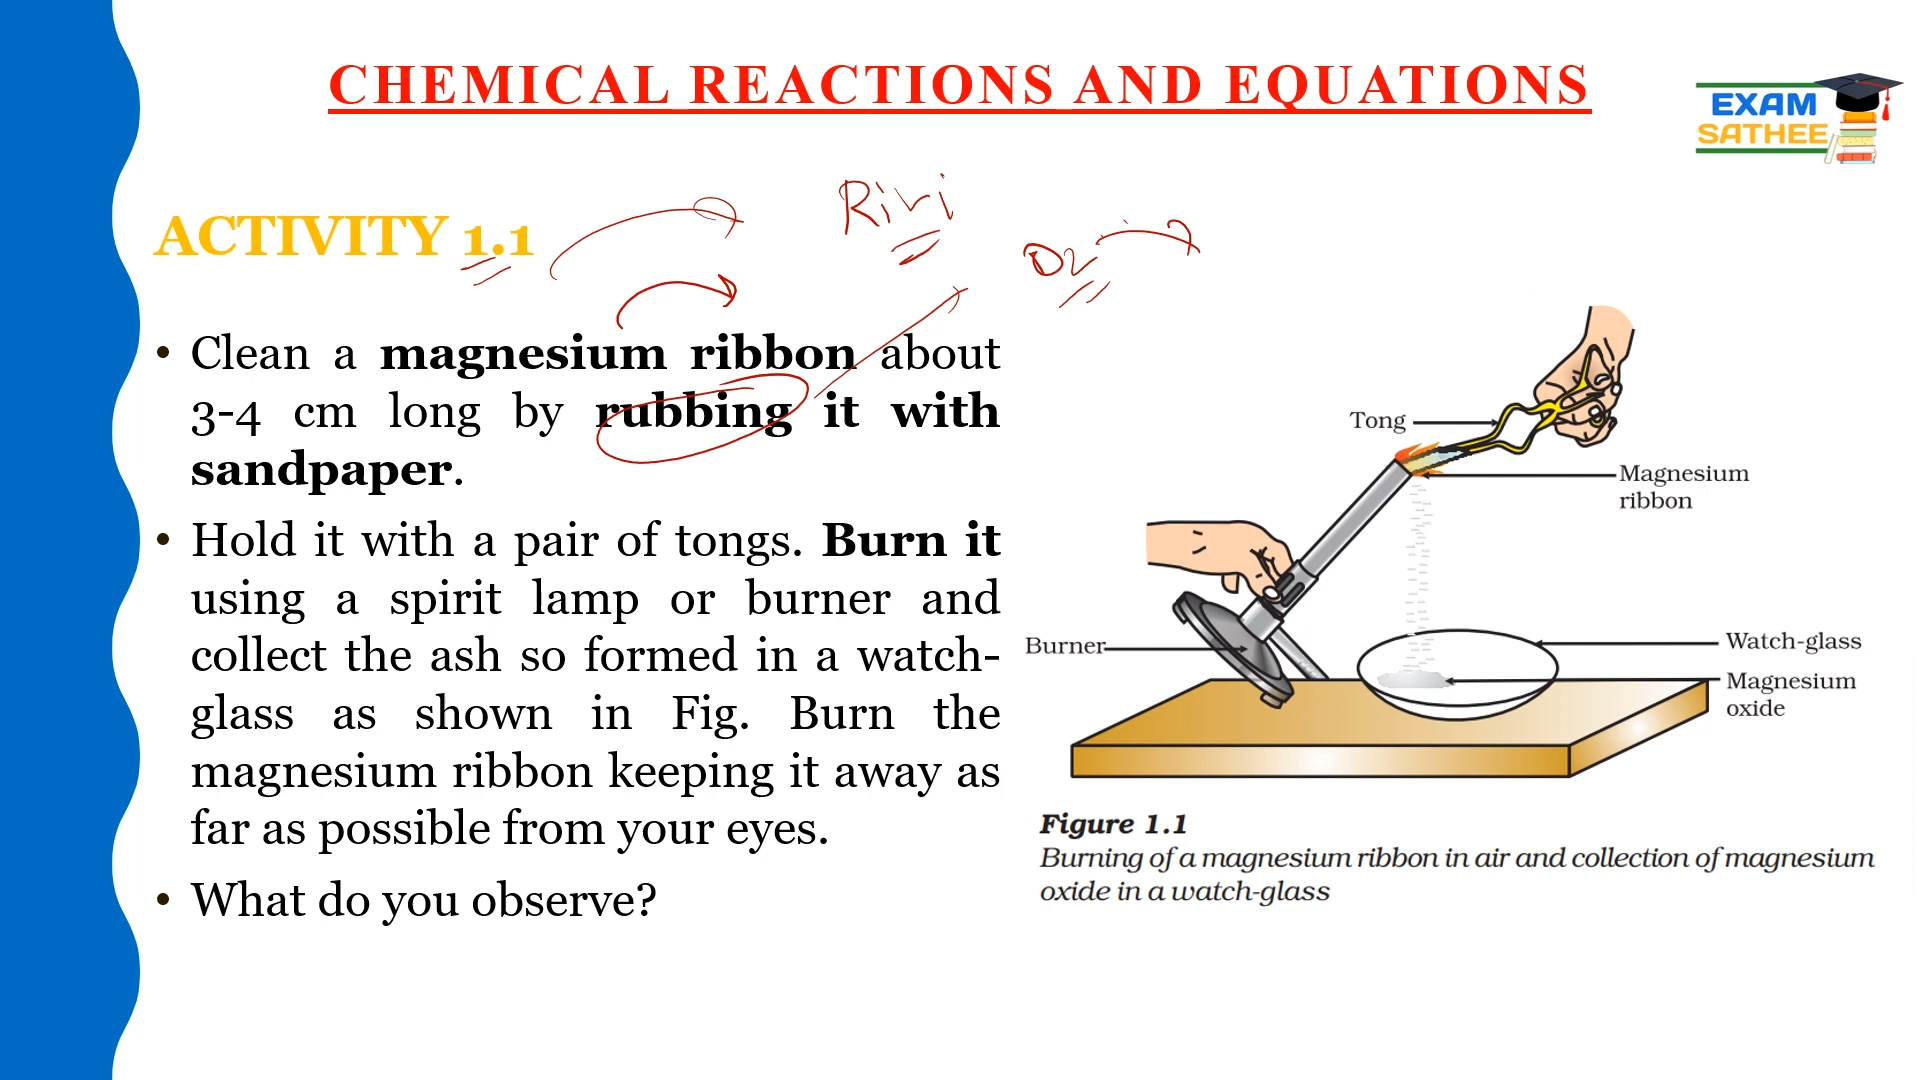 CHEMICAL REACTIONS AND EQUATIONS
EXAM
SATHEE
ACTIVITY 1.1
• Clean a magnesium ribbon about
3-4 cm long by rubbing it with
sandpaper.
• Hold it with a pair of tongs. Burn it
using a spirit lamp or burner and
collect the ash so formed in a watch-
glass as shown in Fig. Burn the
magnesium ribbon keeping it away as
far as possible from your eyes.
• What do you observe?
Tong
Magnesium
ribbon
Burner
Watch-glass
Magnesium
oxide
Figure 1.1
Burning of a magnesium ribbon in air and collection of magnesium
oxide in a watch-glass